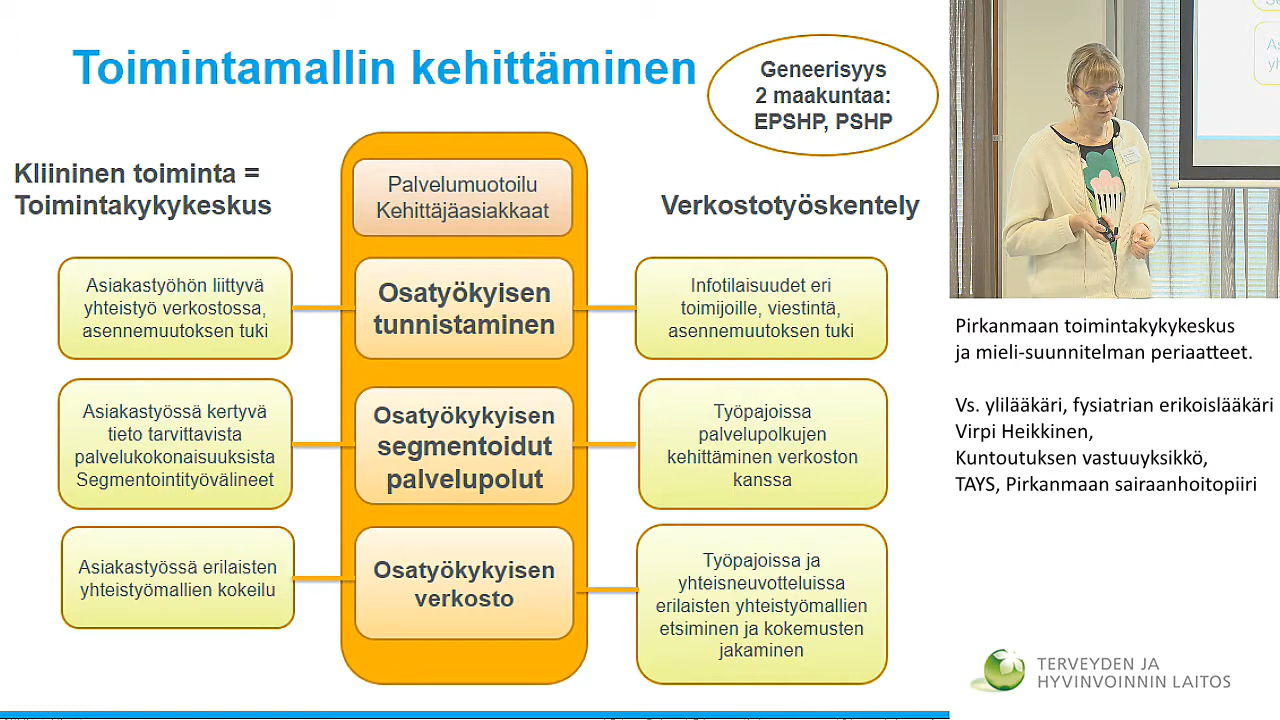 Toimintamallin kehittäminen
Geneerisyys
2 maakuntaa:
EPSHP, PSHP
Kliininen toiminta =
Toimintakykykeskus
Palvelumuotoilu
Kehittäjäasiakkaat
Verkostotyöskentely
Asiakastyöhön liittyvä
yhteistyö verkostossa,
asennemuutoksen tuki
Osatyökyisen
tunnistaminen
Infotilaisuudet eri
toimijoille, viestintä,
asennemuutoksen tuki
Asiakastyössä kertyvä
tieto tarvittavista
palvelukokonaisuuksista
Segmentointityövälineet
Osatyökykyisen
segmentoidut
palvelupolut
Työpajoissa
palvelupolkujen
kehittäminen verkoston
kanssa
Asiakastyössä erilaisten
yhteistyömallien kokeilu
Osatyökykyisen
verkosto
Työpajoissa ja
yhteisneuvotteluissa
erilaisten yhteistyömallien
etsiminen ja kokemusten
jakaminen
Pirkanmaan toimintakykykeskus
ja mieli-suunnitelman periaatteet.
Vs. ylilääkäri, fysiatrian erikoislääkäri
Virpi Heikkinen,
Kuntoutuksen vastuuyksikkö,
TAYS, Pirkanmaan sairaanhoitopiiri
TERVEYDEN JA
HYVINVOINNIN LAITOS